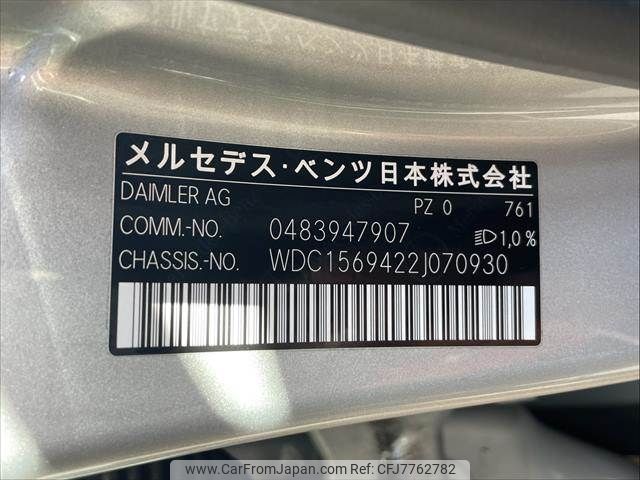 メルセデス・ベンツ日本株式会社
DAIMLER AG PZ 0 761
COMM.-NO. 0483947907 1,0 %
CHASSIS.-NO. WDC1569422J070930
www.CarFromJapan.com Car Ref:CFJ7762782